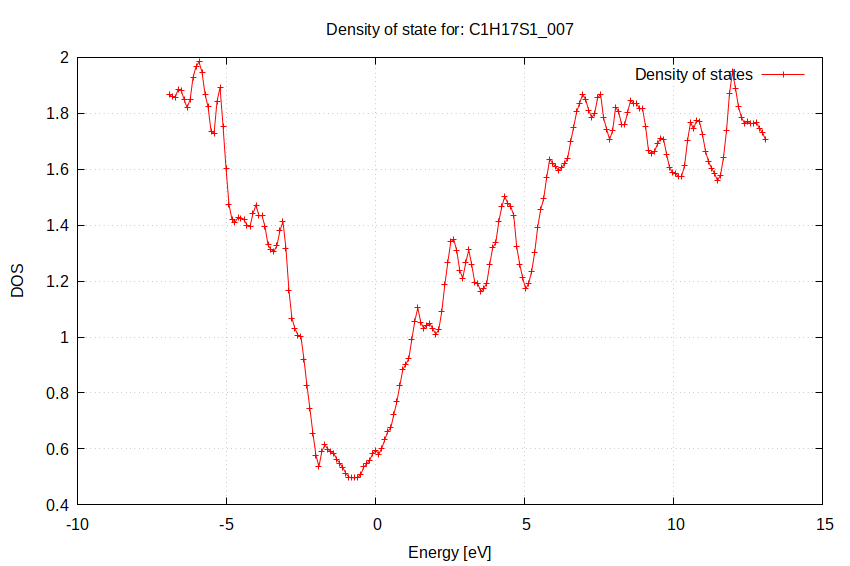 Density of state for: C1H17S1_007
Density of states
2
1.8
1.6
1.4
1.2
1
0.8
0.6
0.4
DOS
-10 -5 0 5 10 15
Energy [eV]